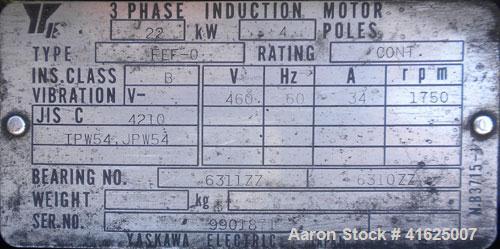 3 PHASE INDUCTION MOTOR
22 kW 4 POLES
TYPE FEF-O RATING CONT.
INS.CLASS B V Hz A rpm
VIBRATION V- 460 60 34 1750
JIS C 4210
IPW54,JPW54
BEARING NO. 6311ZZ 6310ZZ
WEIGHT kg
SER.NO.
YASKAWA ELECTRIC
Aaron Stock # 41625007